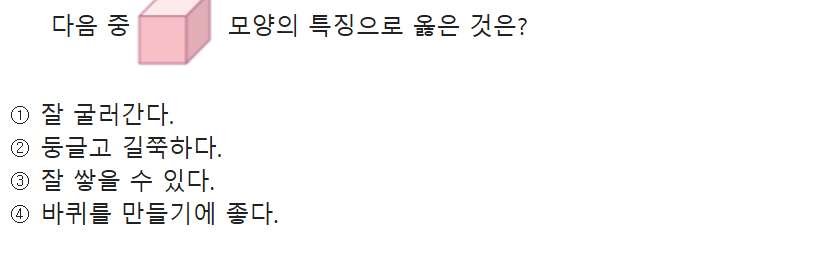 다음 중 모양의 특징으로 옳은 것은?
① 잘 굴러간다.
② 둥글고 길쭉하다.
③ 잘 쌓을 수 있다.
④ 바퀴를 만들기에 좋다.